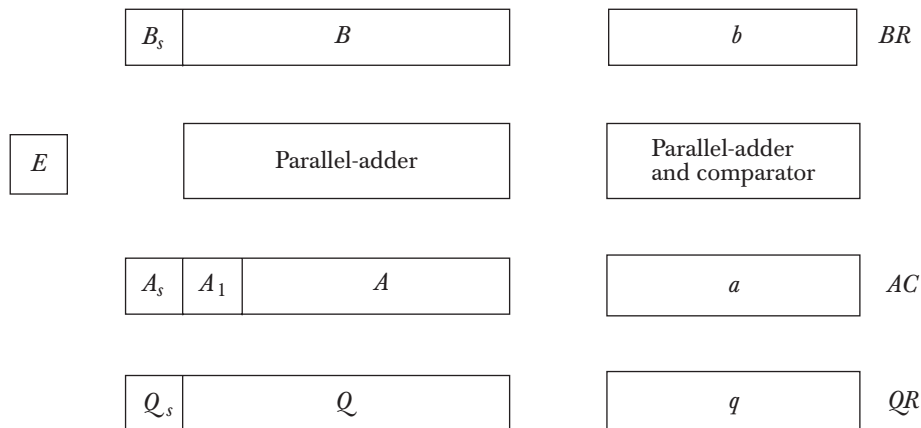 B_s B b BR
E Parallel-adder Parallel-adder
and comparator
A_s A_1 A a AC
Q_s Q q QR